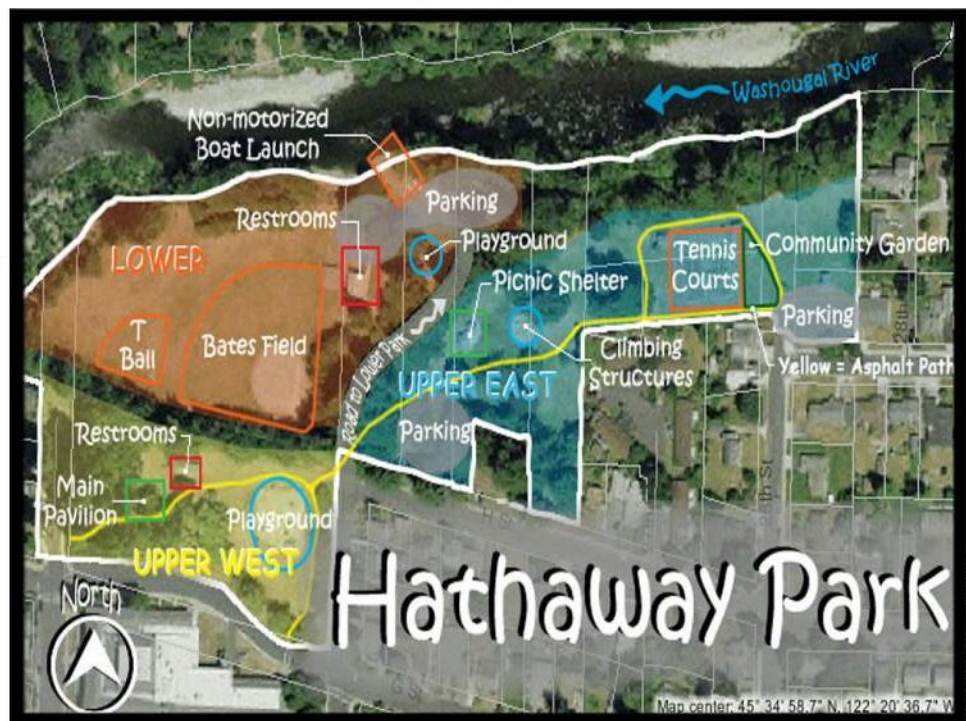 Washougal River
Non-motorized
Boat Launch
Parking
Restrooms
Playground
LOWER
Tennis
Courts
Community Garden
Picnic Shelter
T
Ball
Bates Field
Parking
28th
Climbing
Structures
Yellow = Asphalt Path
Road to Lower Park
UPPER EAST
Parking
Restrooms
Main
Pavilion
Playground
UPPER WEST
Hathaway Park
North
G St
Map center: 45° 34' 58.7" N, 122° 20' 36.7" W